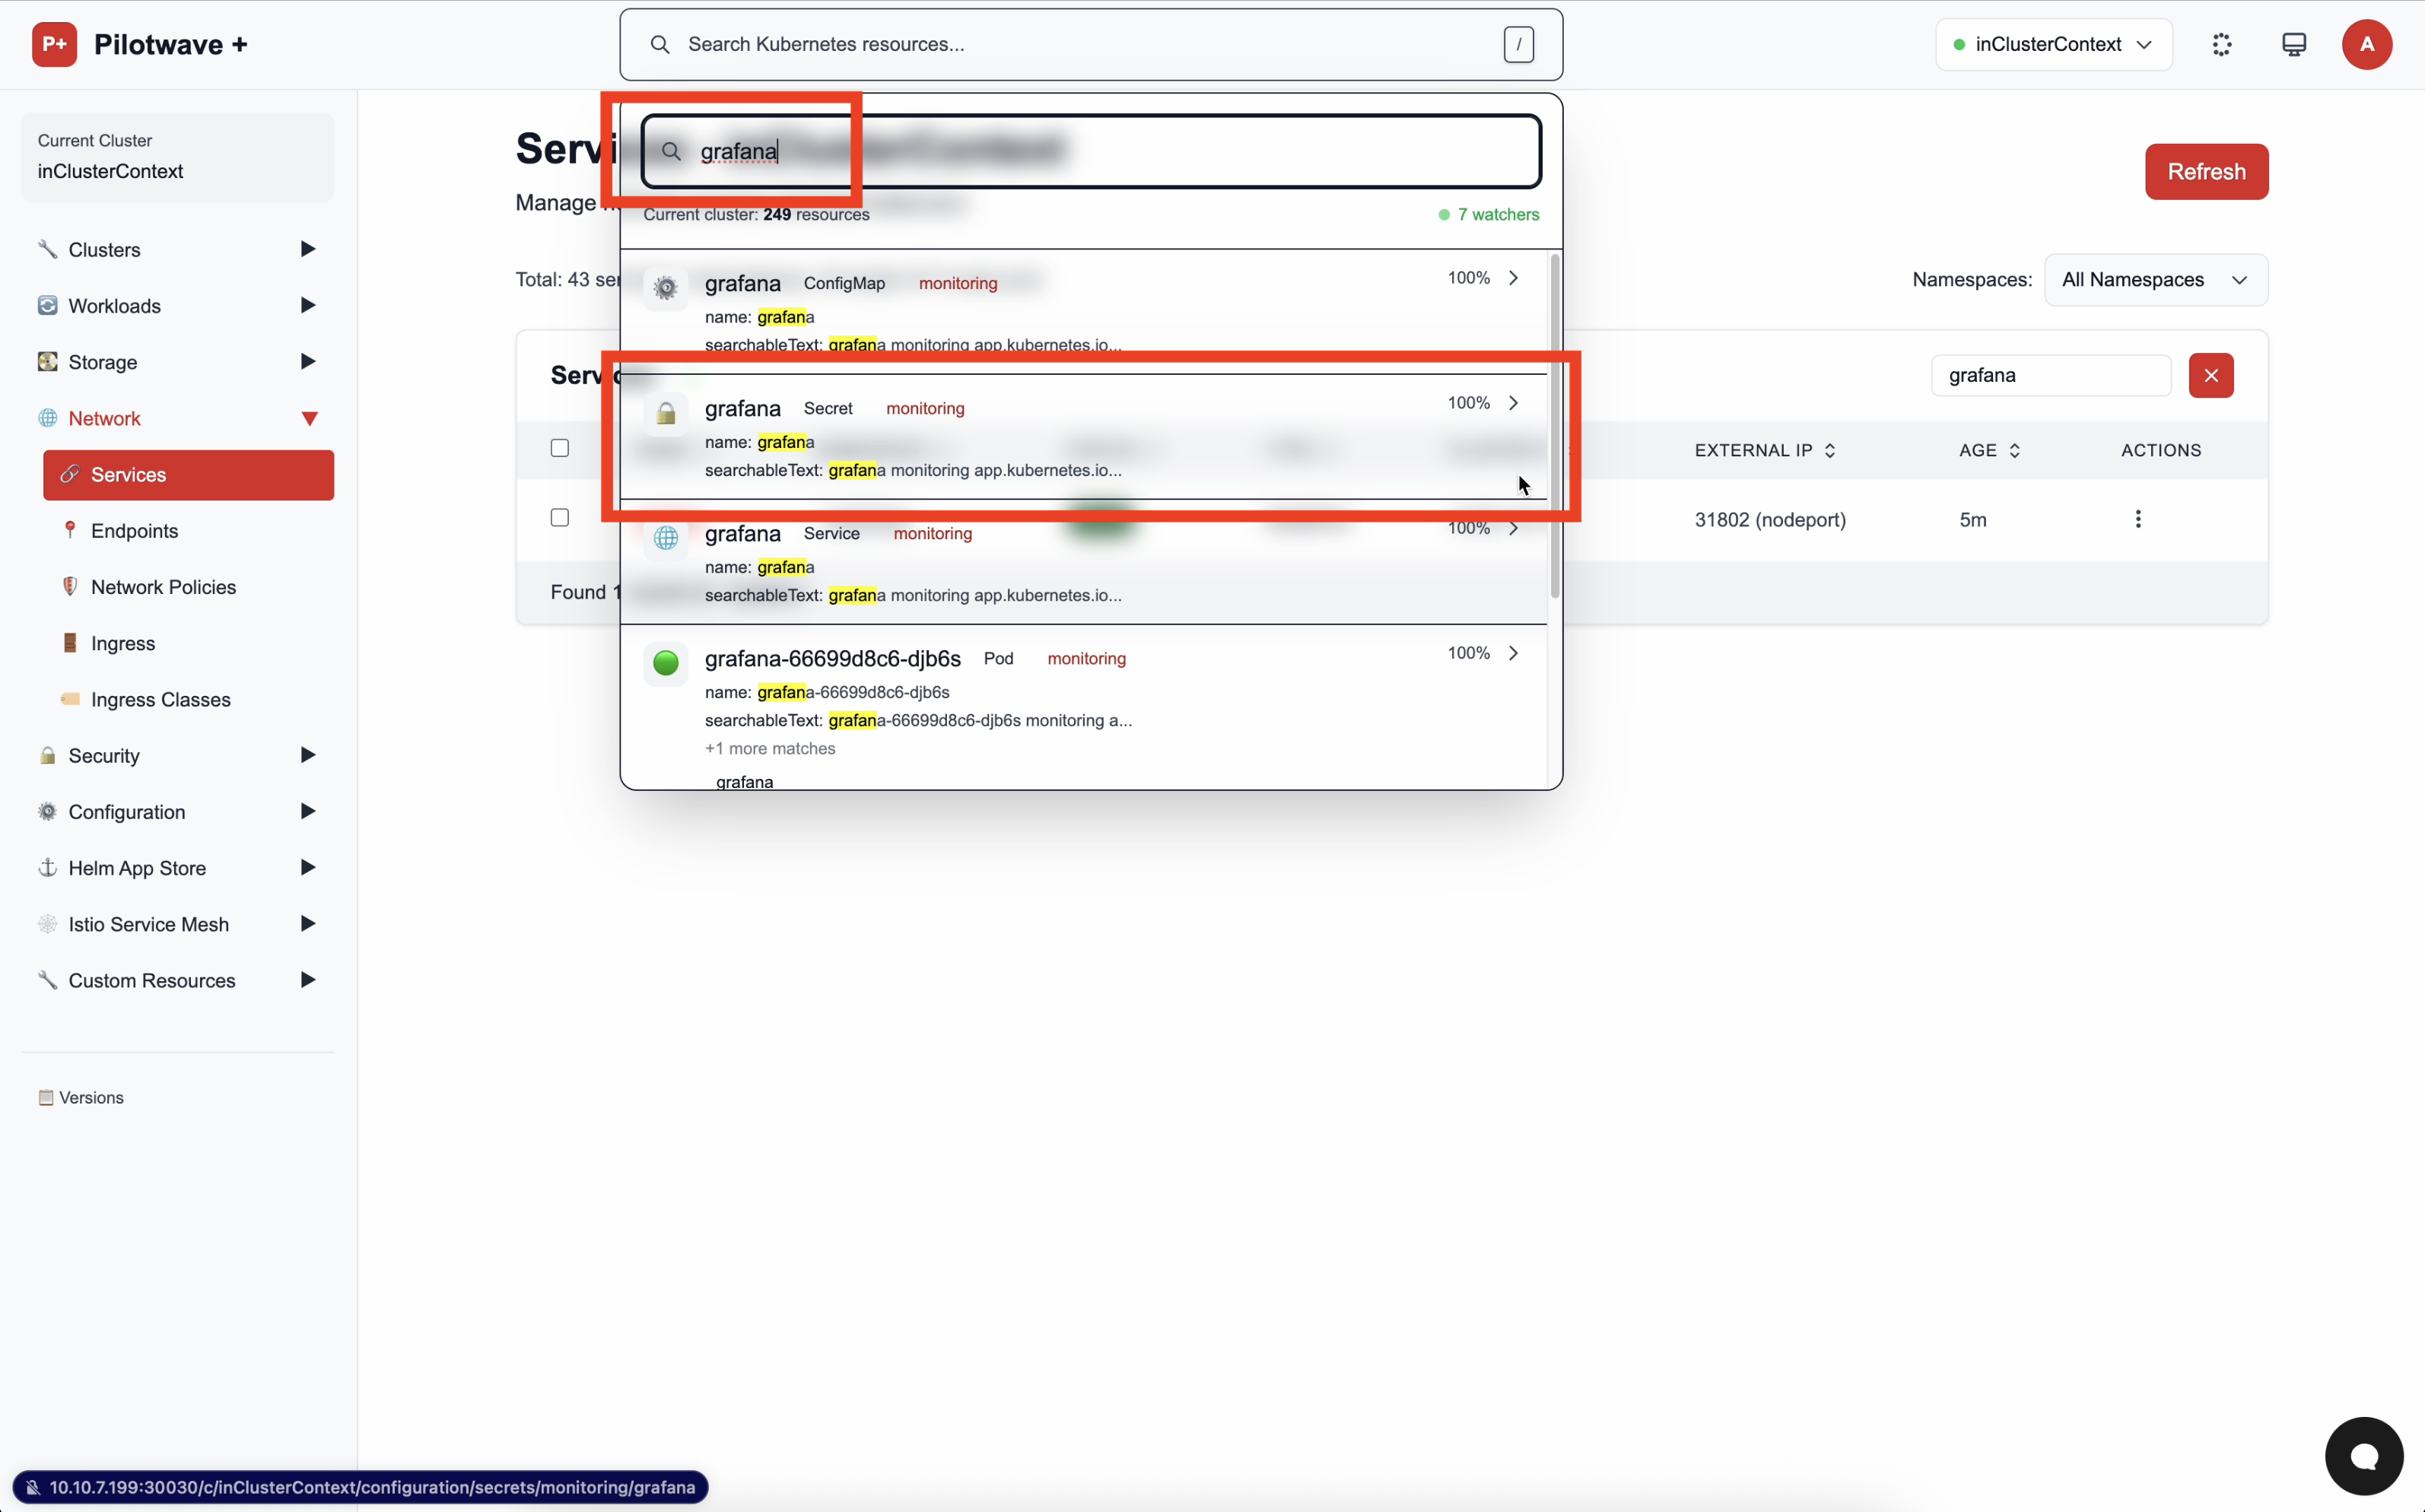 P+ Pilotwave +
Search Kubernetes resources...
/
inClusterContext
A
Current Cluster
inClusterContext
Clusters
Workloads
Storage
Network
Services
Endpoints
Network Policies
Ingress
Ingress Classes
Security
Configuration
Helm App Store
Istio Service Mesh
Custom Resources
Versions
Servi
Manage
Refresh
Total: 43 ser
Namespaces: All Namespaces
Servic
grafana
EXTERNAL IP AGE ACTIONS
31802 (nodeport) 5m
Found 1
grafana
Current cluster: 249 resources
7 watchers
grafana ConfigMap monitoring 100%
name: grafana
searchableText: grafana monitoring app.kubernetes.io...
grafana Secret monitoring 100%
name: grafana
searchableText: grafana monitoring app.kubernetes.io...
grafana Service monitoring 100%
name: grafana
searchableText: grafana monitoring app.kubernetes.io...
grafana-66699d8c6-djb6s Pod monitoring 100%
name: grafana-66699d8c6-djb6s
searchableText: grafana-66699d8c6-djb6s monitoring a...
+1 more matches
grafana
10.10.7.199:30030/c/inClusterContext/configuration/secrets/monitoring/grafana